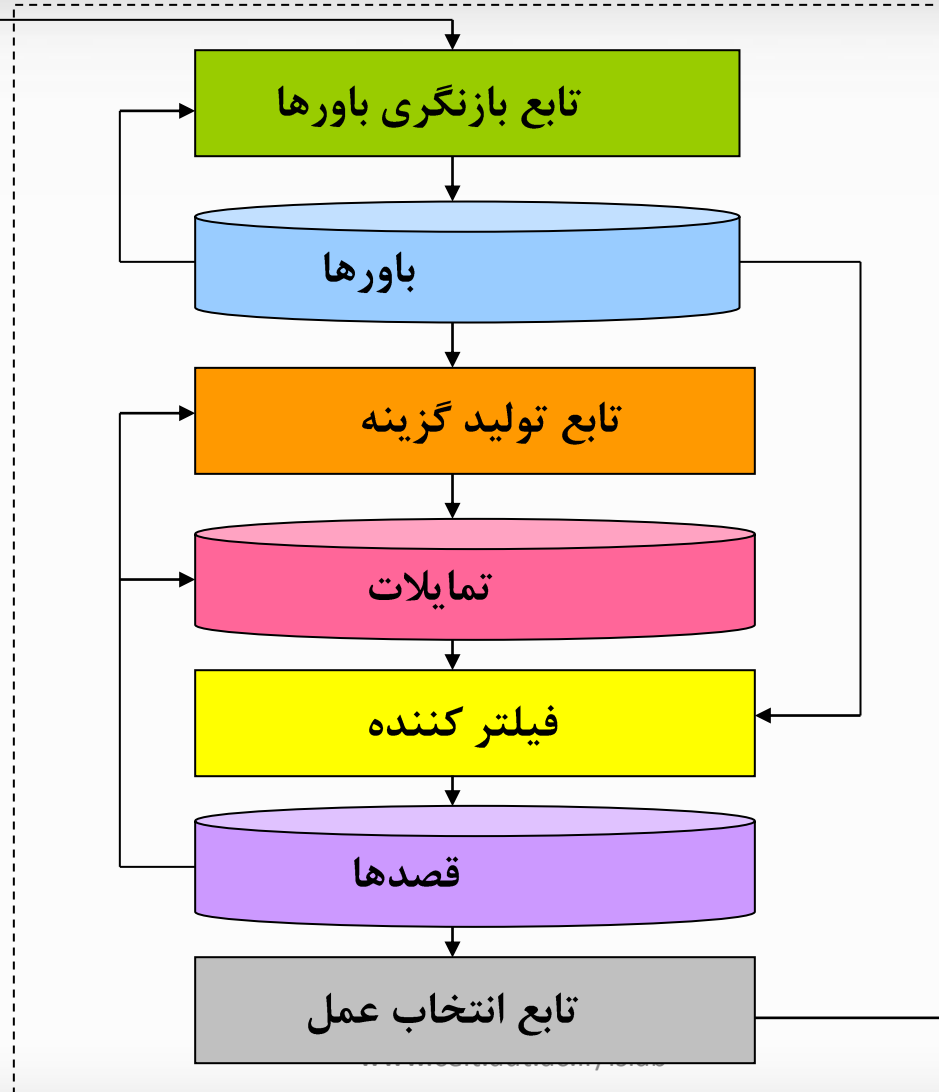 تابع بازنگری باورها
باورها
تابع تولید گزینه
تمایلات
فیلتر کننده
قصدها
تابع انتخاب عمل